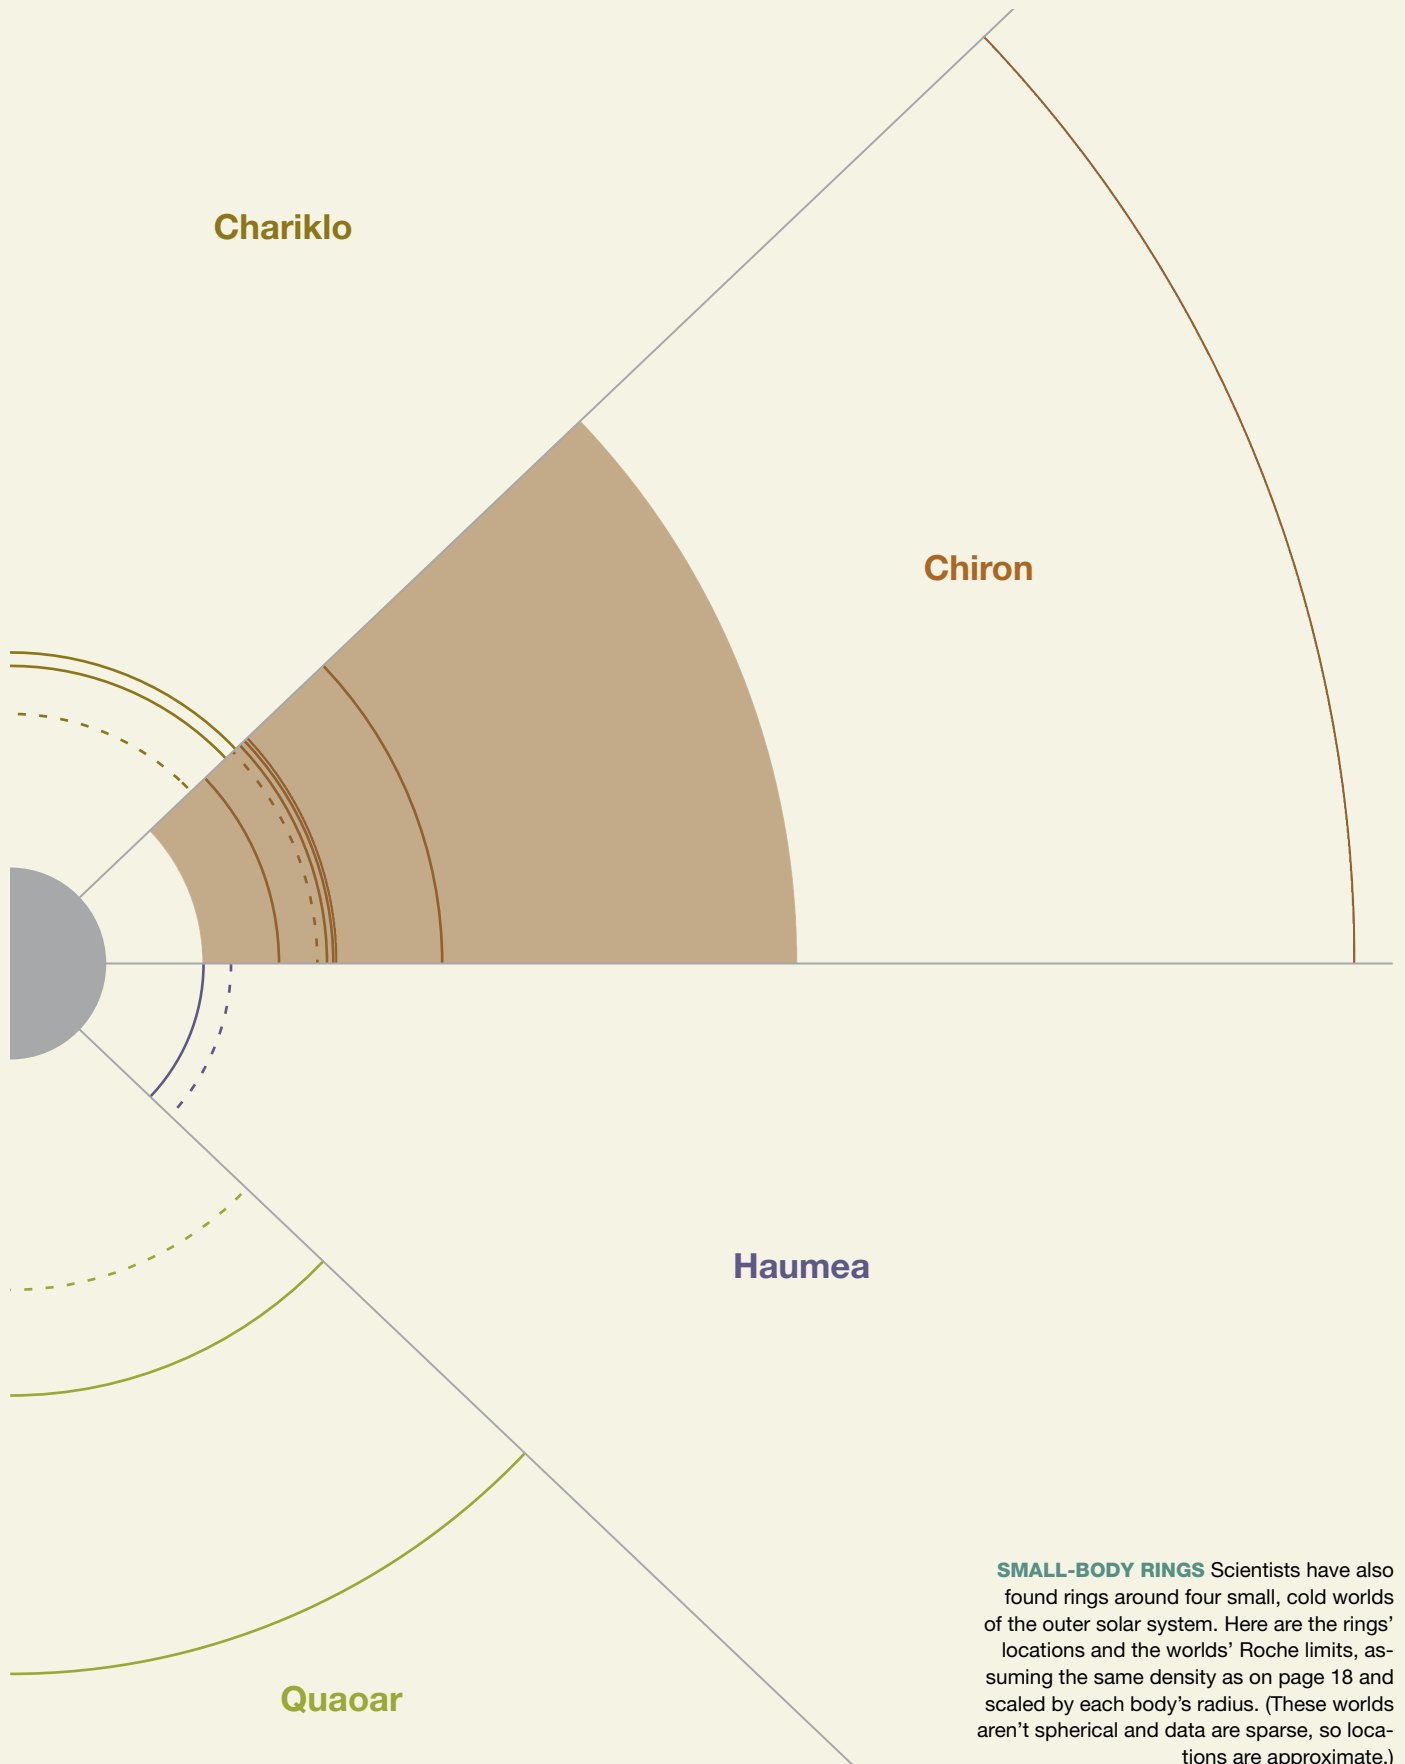 Chariklo
Chiron
Haumea
Quaoar
SMALL-BODY RINGS Scientists have also
found rings around four small, cold worlds
of the outer solar system. Here are the rings’
locations and the worlds’ Roche limits, as-
suming the same density as on page 18 and
scaled by each body’s radius. (These worlds
aren’t spherical and data are sparse, so loca-
tions are approximate.)